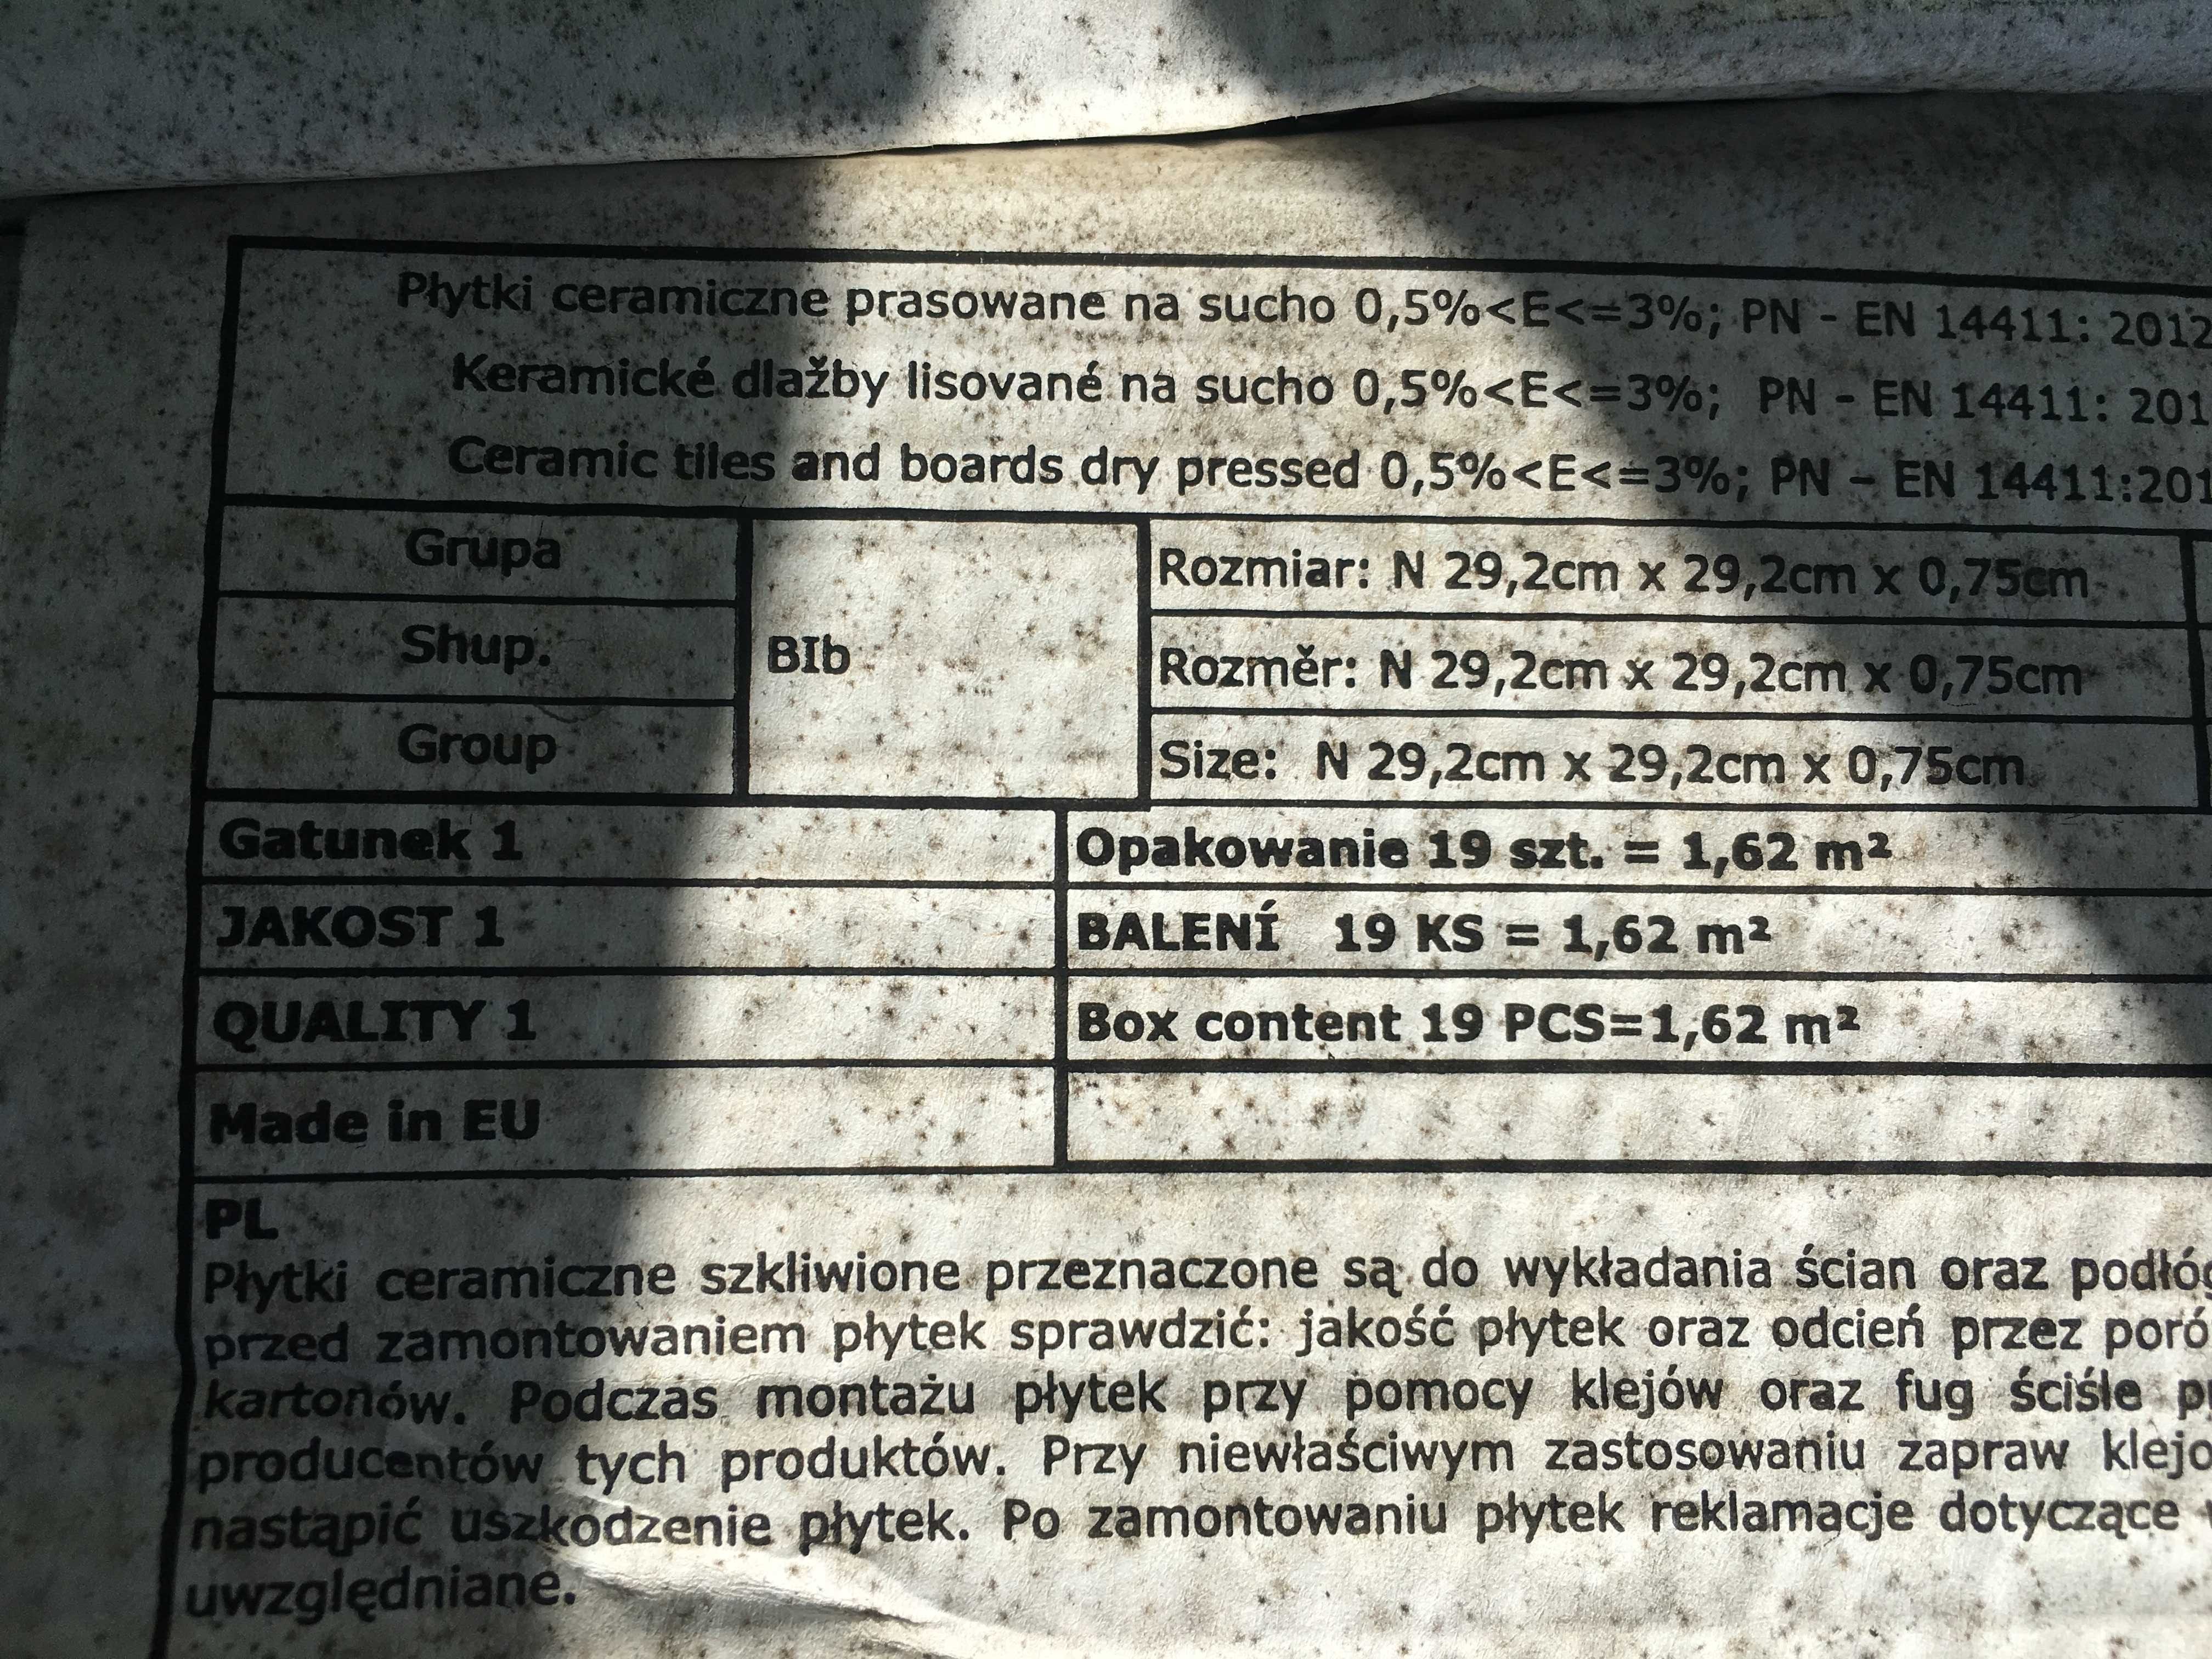 Płytki ceramiczne prasowane na sucho 0,5%<E<=3%; PN - EN 14411: 2012
Keramické dlažby lisované na sucho 0,5%<E<=3%; PN - EN 14411: 201
Ceramic tiles and boards dry pressed 0,5%<E<=3%; PN – EN 14411:201
Grupa
Shup.
Group
BIb
Rozmiar: N 29,2cm x 29,2cm x 0,75cm
Rozměr: N 29,2cm x 29,2cm x 0,75cm
Size: N 29,2cm x 29,2cm x 0,75cm
Gatunek 1
Opakowanie 19 szt. = 1,62 m²
JAKOST 1
BALENÍ 19 KS = 1,62 m²
QUALITY 1
Box content 19 PCS=1,62 m²
Made in EU
PL
Płytki ceramiczne szkliwione przeznaczone są do wykładania ścian oraz
przed zamontowaniem płytek sprawdzić: jakość płytek oraz odcień przez
kartonów. Podczas montażu płytek przy pomocy klejów oraz fug ściśle
producentów tych produktów. Przy niewłaściwym zastosowaniu zapraw
nastąpić uszkodzenie płytek. Po zamontowaniu płytek reklamacje dotyczące
uwzględniane.